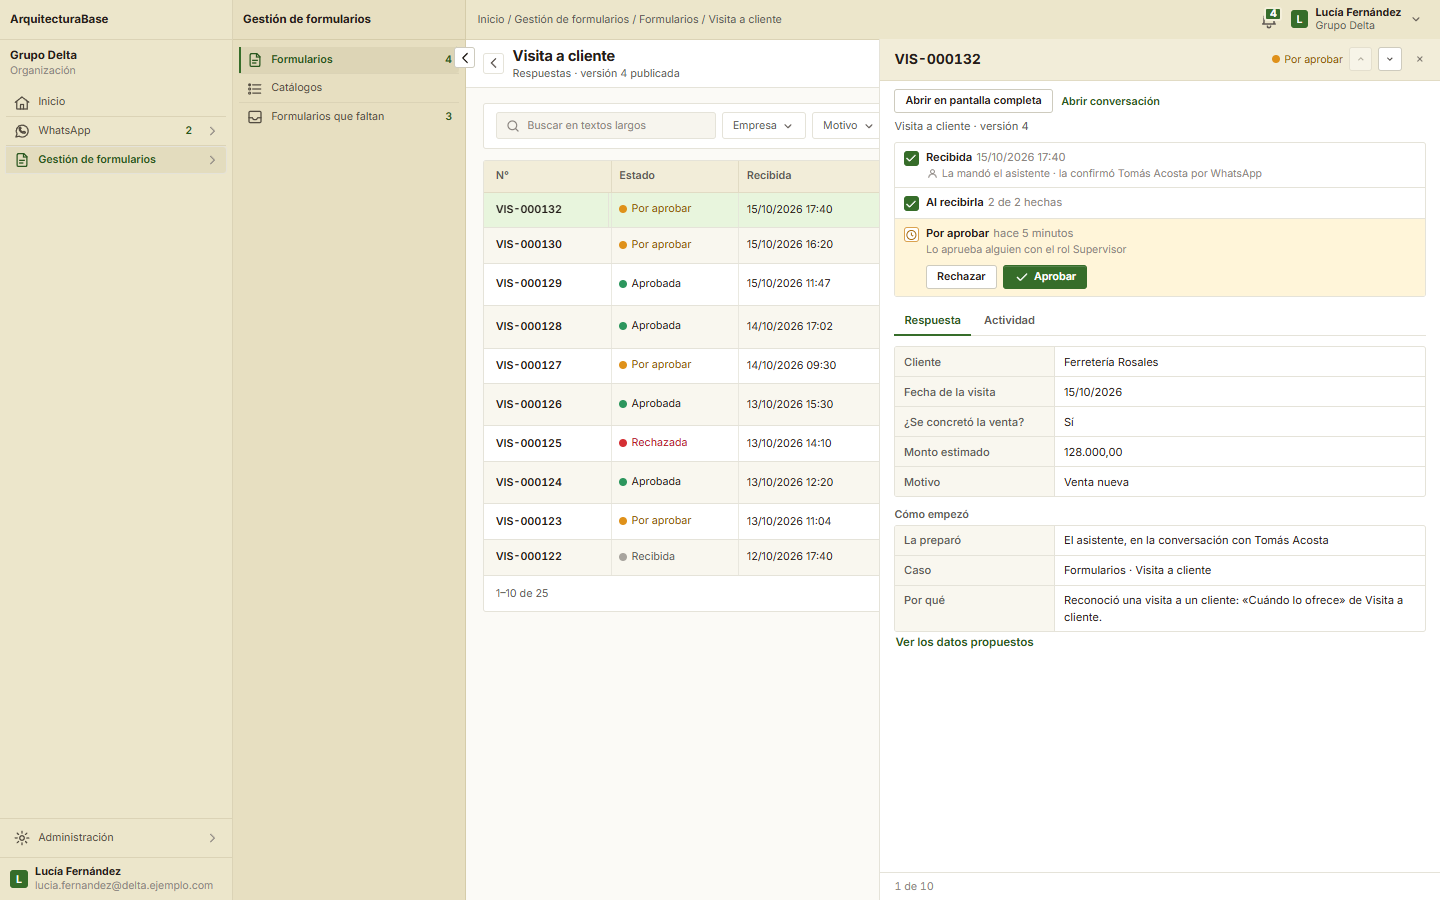 ArquitecturaBase
Grupo Delta
Organización
Inicio
WhatsApp 2
Gestión de formularios
Administración
L
Lucía Fernández
lucia.fernandez@delta.ejemplo.com
Gestión de formularios
Formularios 4
Catálogos
Formularios que faltan 3
Inicio / Gestión de formularios / Formularios / Visita a cliente
4
L
Lucía Fernández
Grupo Delta
Visita a cliente
Respuestas · versión 4 publicada
Buscar en textos largos
Empresa
Motivo
N° Estado Recibida
VIS-000132 Por aprobar 15/10/2026 17:40
VIS-000130 Por aprobar 15/10/2026 16:20
VIS-000129 Aprobada 15/10/2026 11:47
VIS-000128 Aprobada 14/10/2026 17:02
VIS-000127 Por aprobar 14/10/2026 09:30
VIS-000126 Aprobada 13/10/2026 15:30
VIS-000125 Rechazada 13/10/2026 14:10
VIS-000124 Aprobada 13/10/2026 12:20
VIS-000123 Por aprobar 13/10/2026 11:04
VIS-000122 Recibida 12/10/2026 17:40
1–10 de 25
VIS-000132
Por aprobar
Abrir en pantalla completa
Abrir conversación
Visita a cliente · versión 4
Recibida 15/10/2026 17:40
La mandó el asistente · la confirmó Tomás Acosta por WhatsApp
Al recibirla 2 de 2 hechas
Por aprobar hace 5 minutos
Lo aprueba alguien con el rol Supervisor
Rechazar
Aprobar
Respuesta
Actividad
Cliente Ferretería Rosales
Fecha de la visita 15/10/2026
¿Se concretó la venta? Sí
Monto estimado 128.000,00
Motivo Venta nueva
Cómo empezó
La preparó El asistente, en la conversación con Tomás Acosta
Caso Formularios · Visita a cliente
Por qué Reconoció una visita a un cliente: «Cuándo lo ofrece» de Visita a
cliente.
Ver los datos propuestos
1 de 10